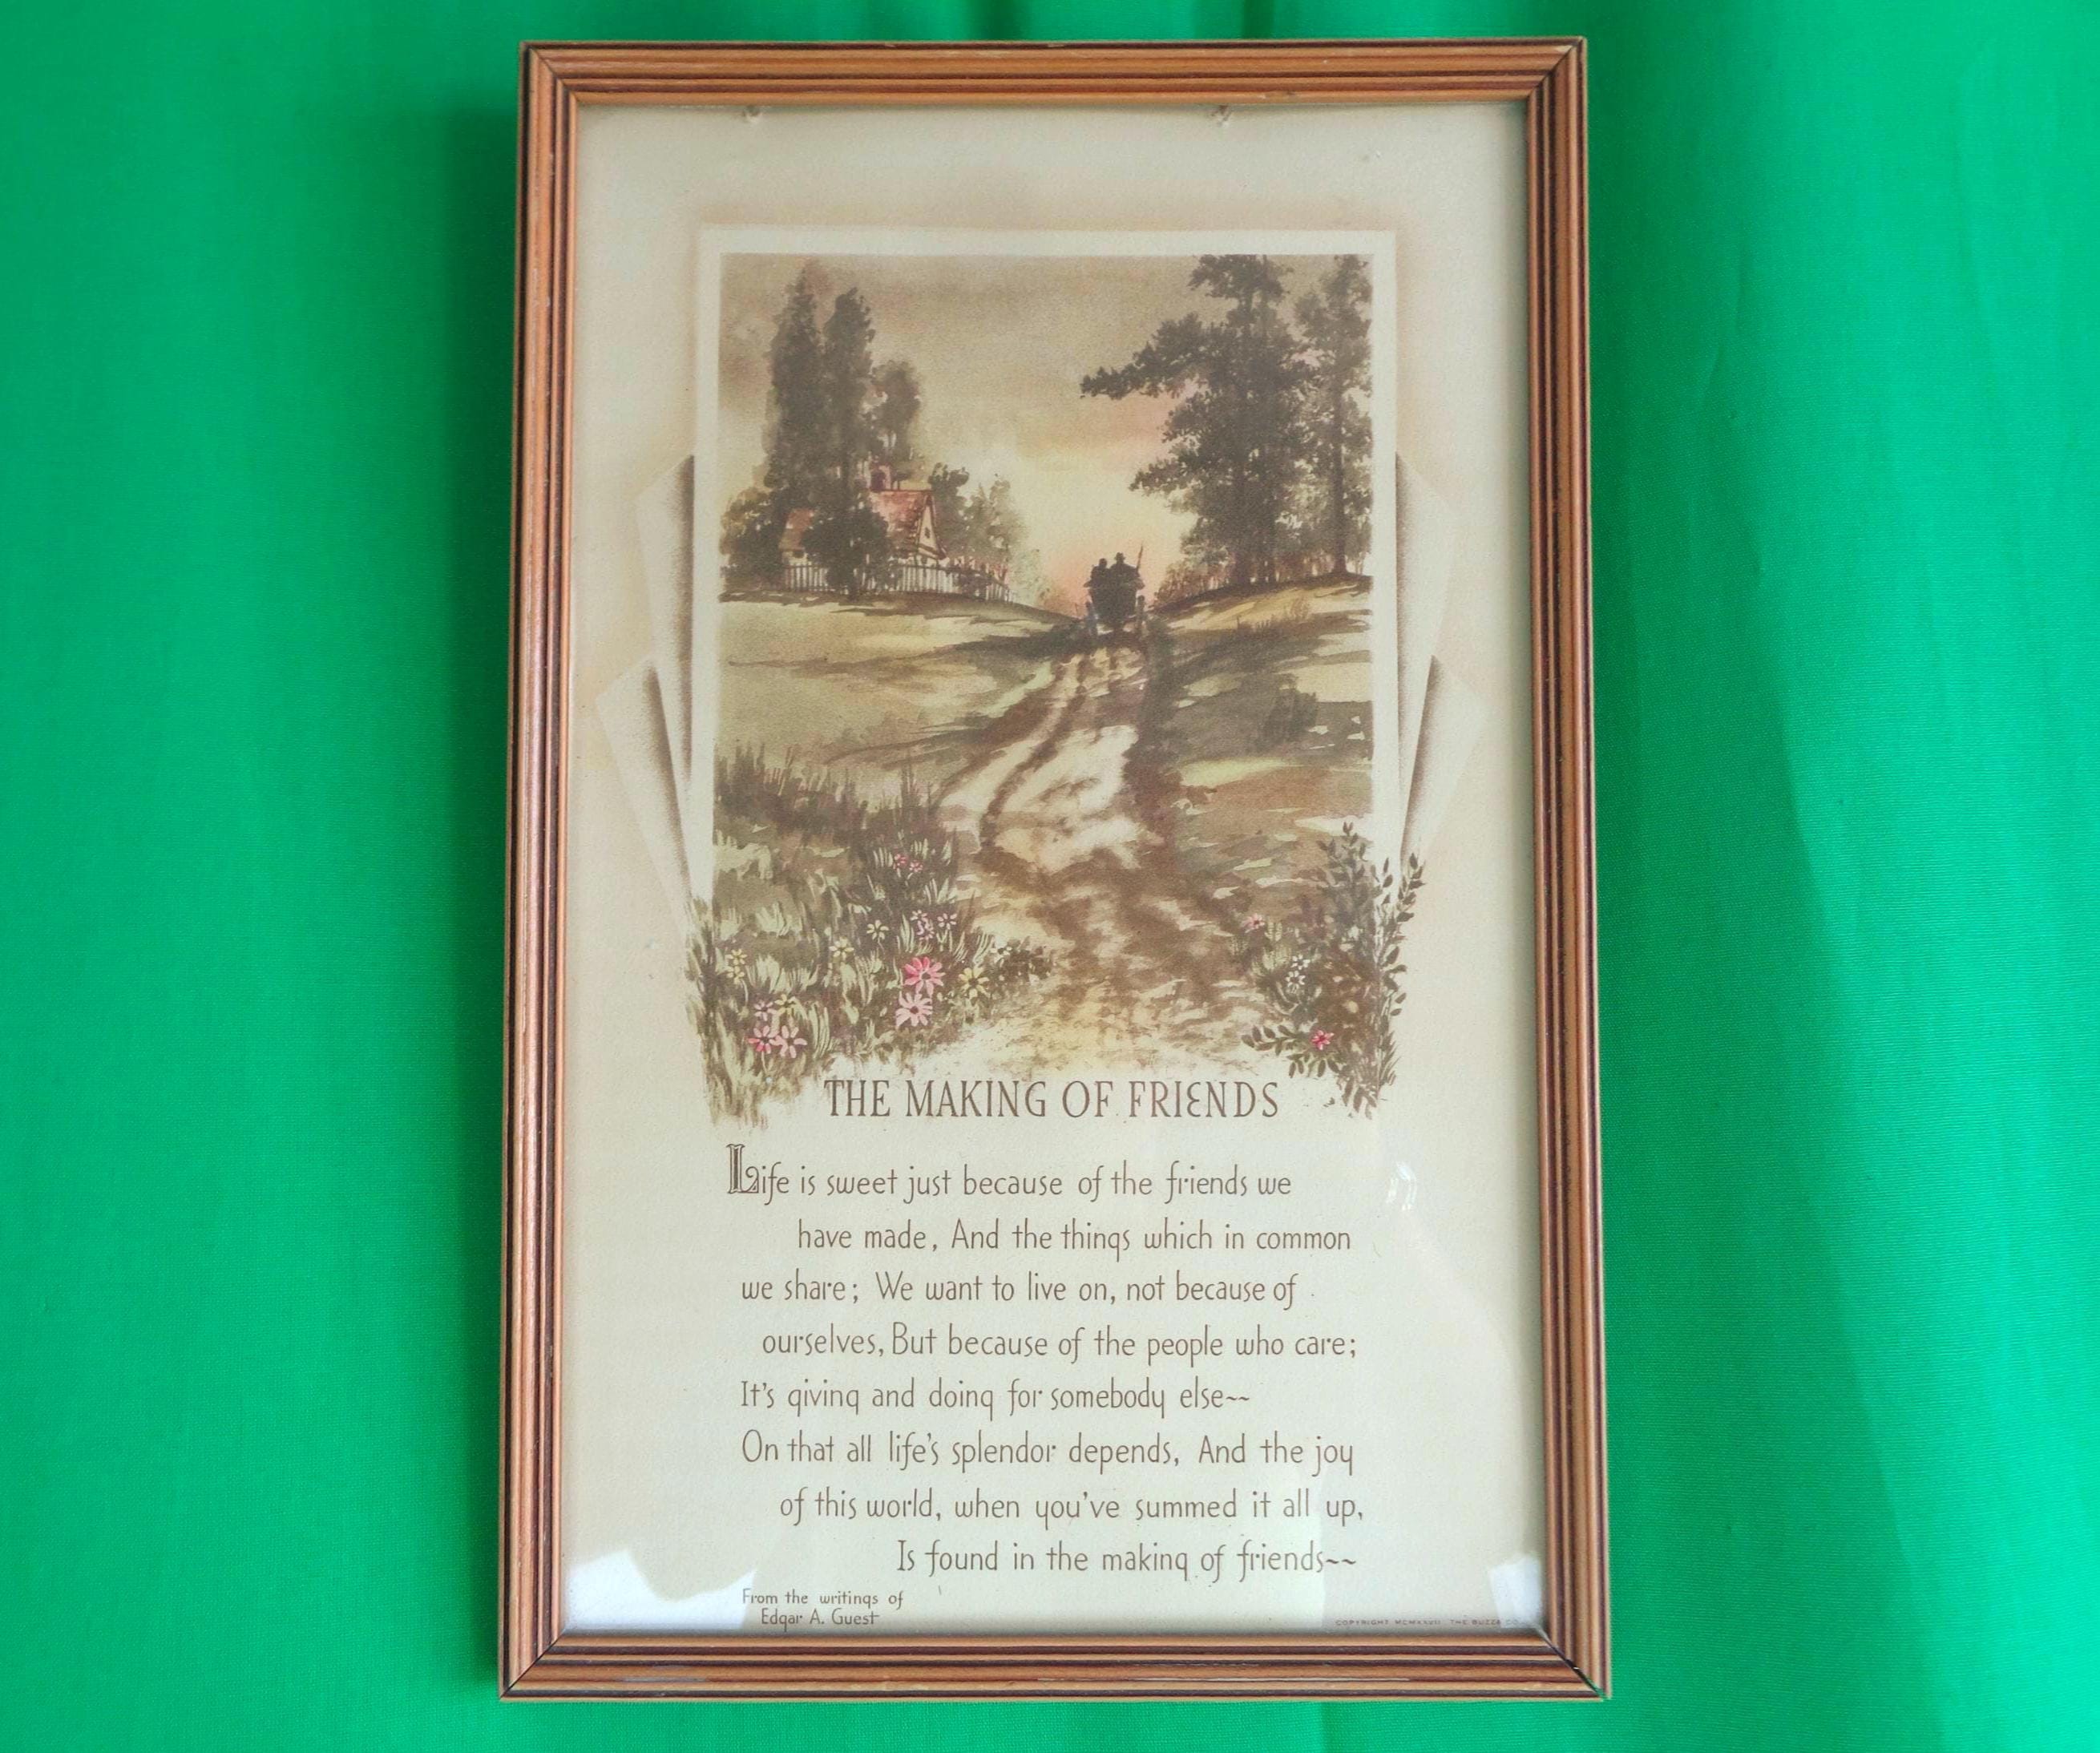 THE MAKING OF FRIENDS
Life is sweet just because of the friends we
have made, And the things which in common
we share; We want to live on, not because of
ourselves, But because of the people who care;
It's giving and doing for somebody else~~
On that all life's splendor depends, And the joy
of this world, when you've summed it all up,
Is found in the making of friends~~
From the writings of
Edgar A. Guest
COPYRIGHT THE BUZZA CO.